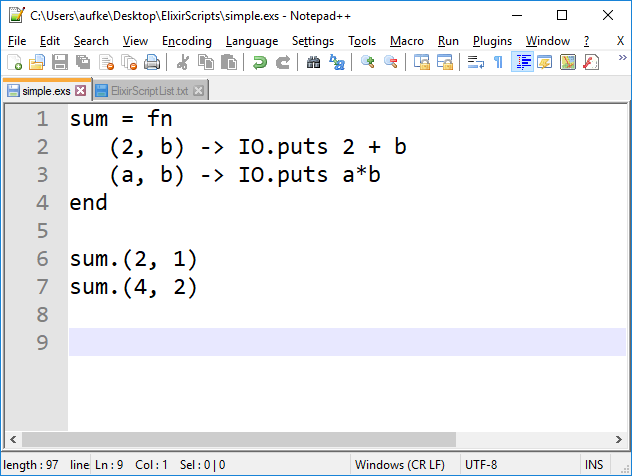 C:\Users\aufke\Desktop\ElixirScripts\simple.exs - Notepad++
File Edit Search View Encoding Language Settings Tools Macro Run Plugins Window ? X
simple.exs ElixirScriptList.txt
1 sum = fn
2 (2, b) -> IO.puts 2 + b
3 (a, b) -> IO.puts a*b
4 end
5
6 sum.(2, 1)
7 sum.(4, 2)
8
9
length : 97 line Ln : 9 Col : 1 Sel : 0 | 0 Windows (CR LF) UTF-8 INS